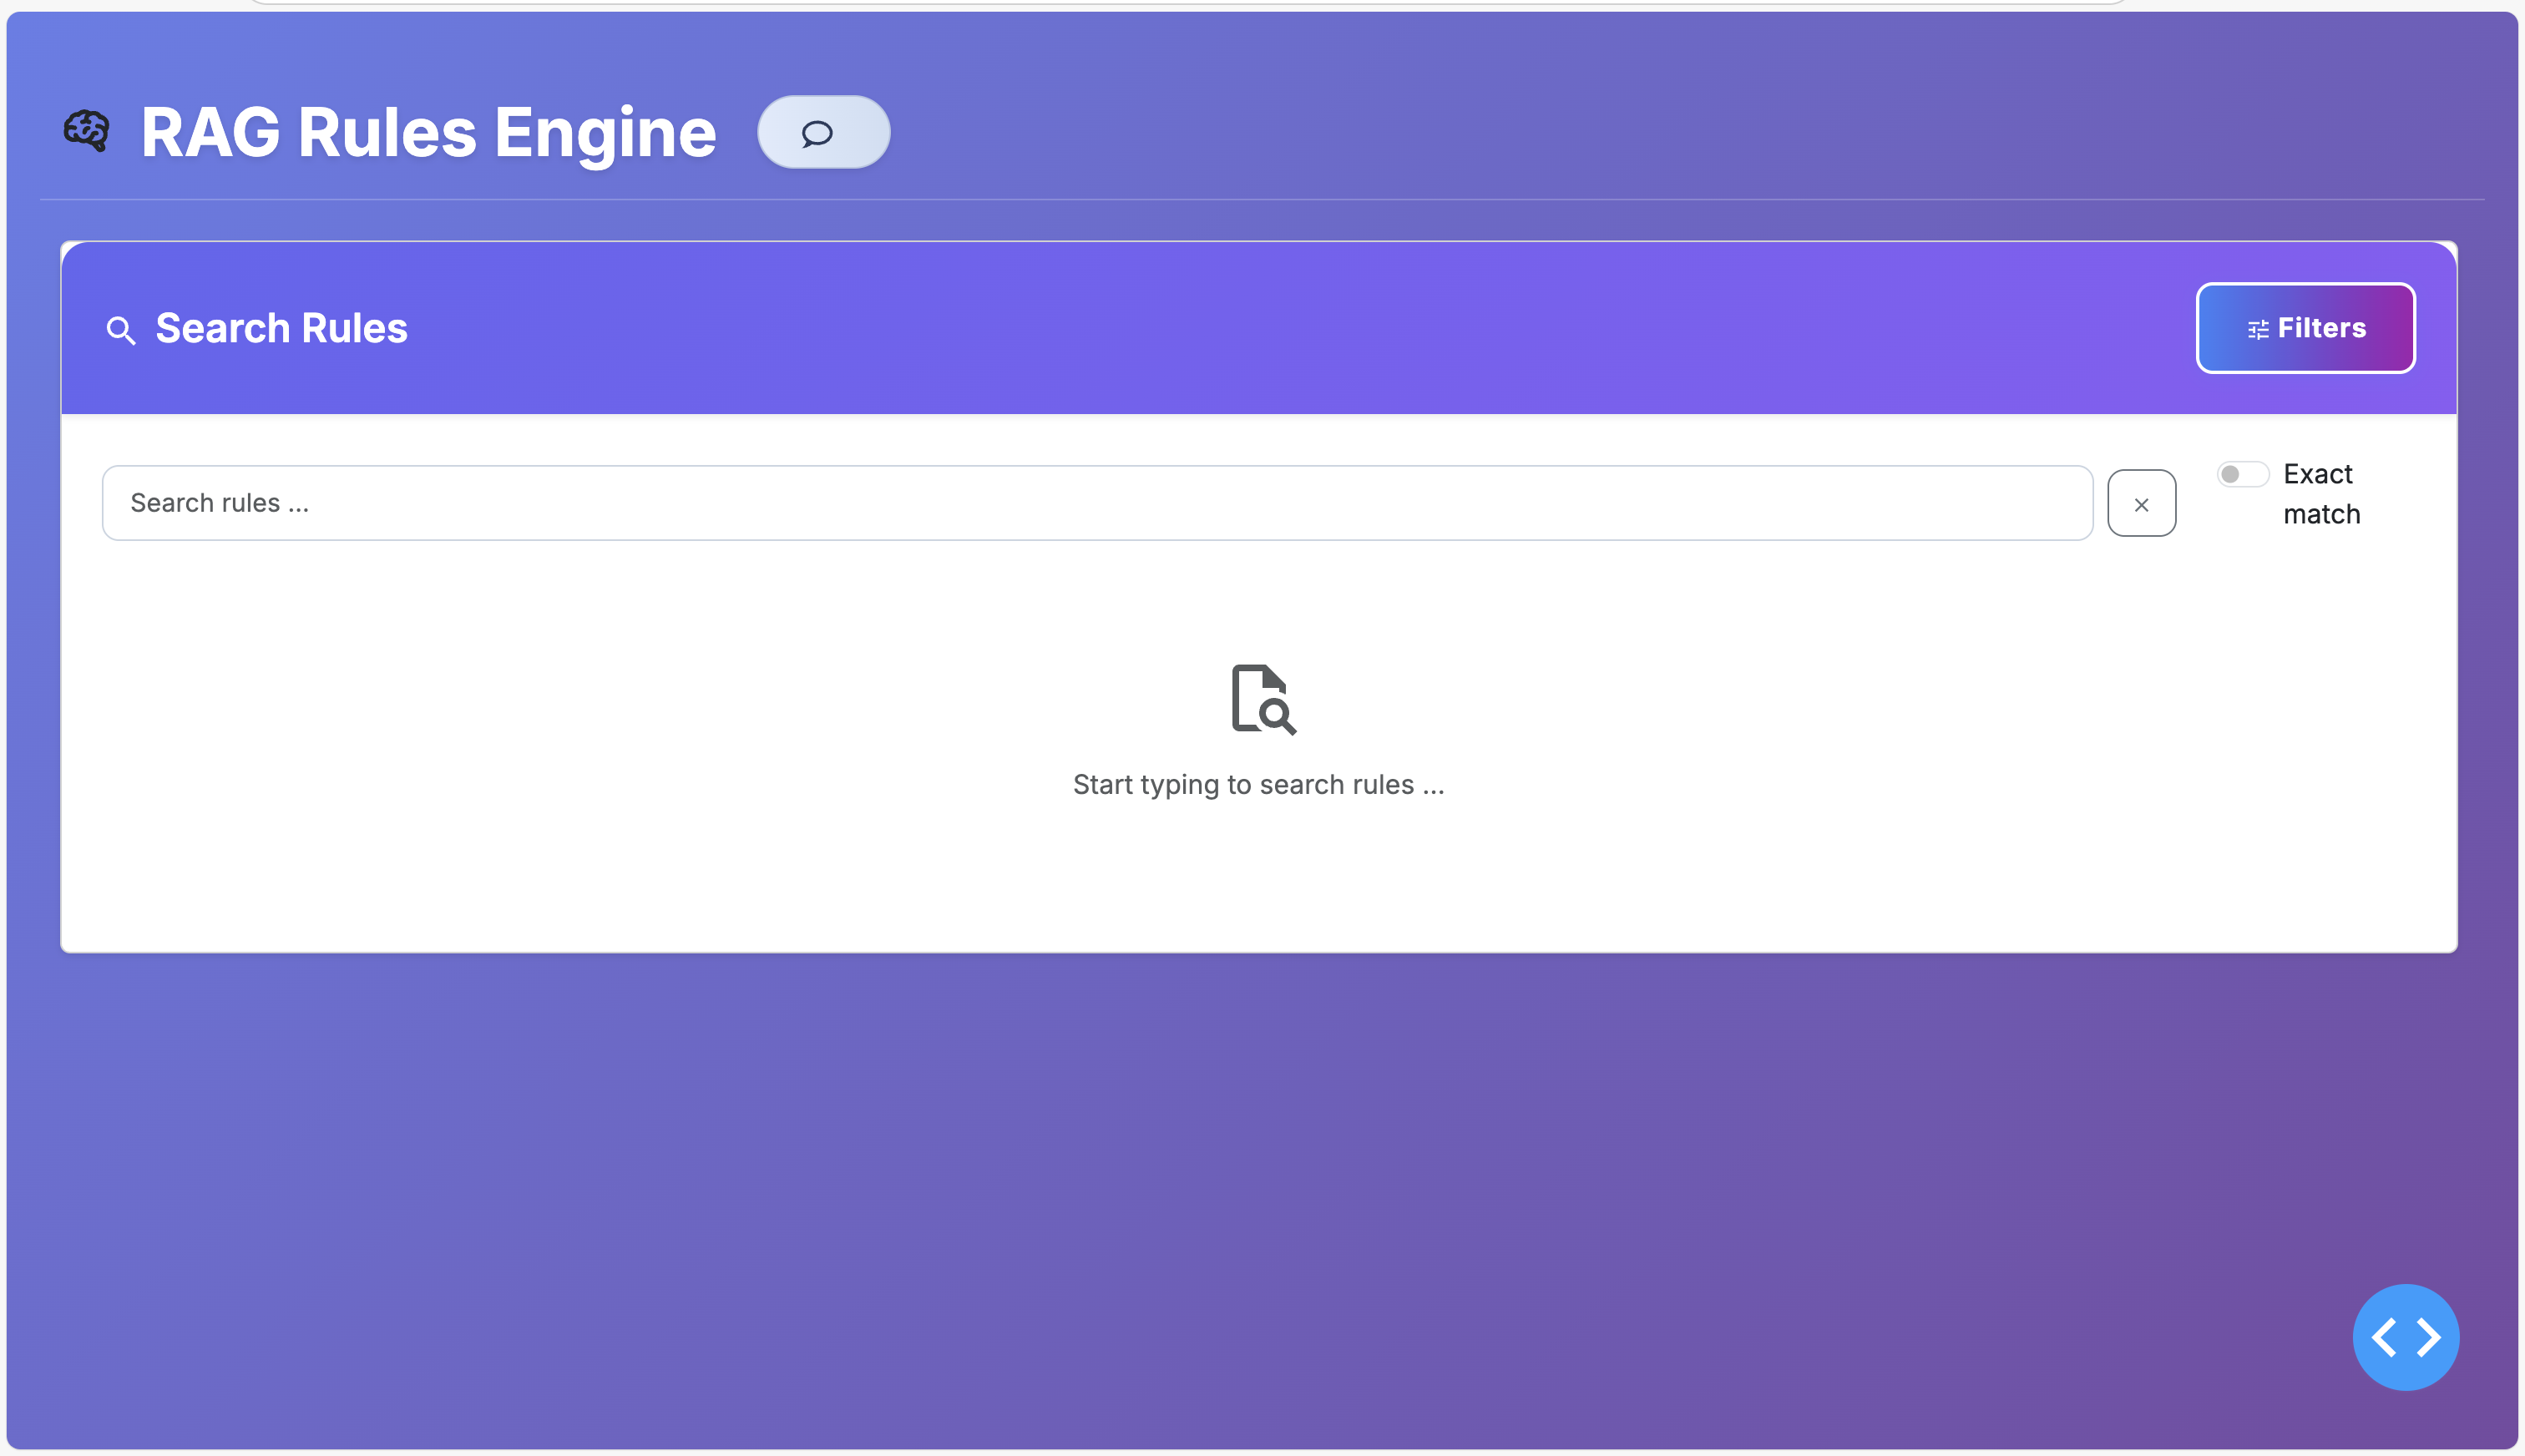 RAG Rules Engine
Search Rules
Filters
Search rules ...
Exact
match
Start typing to search rules ...